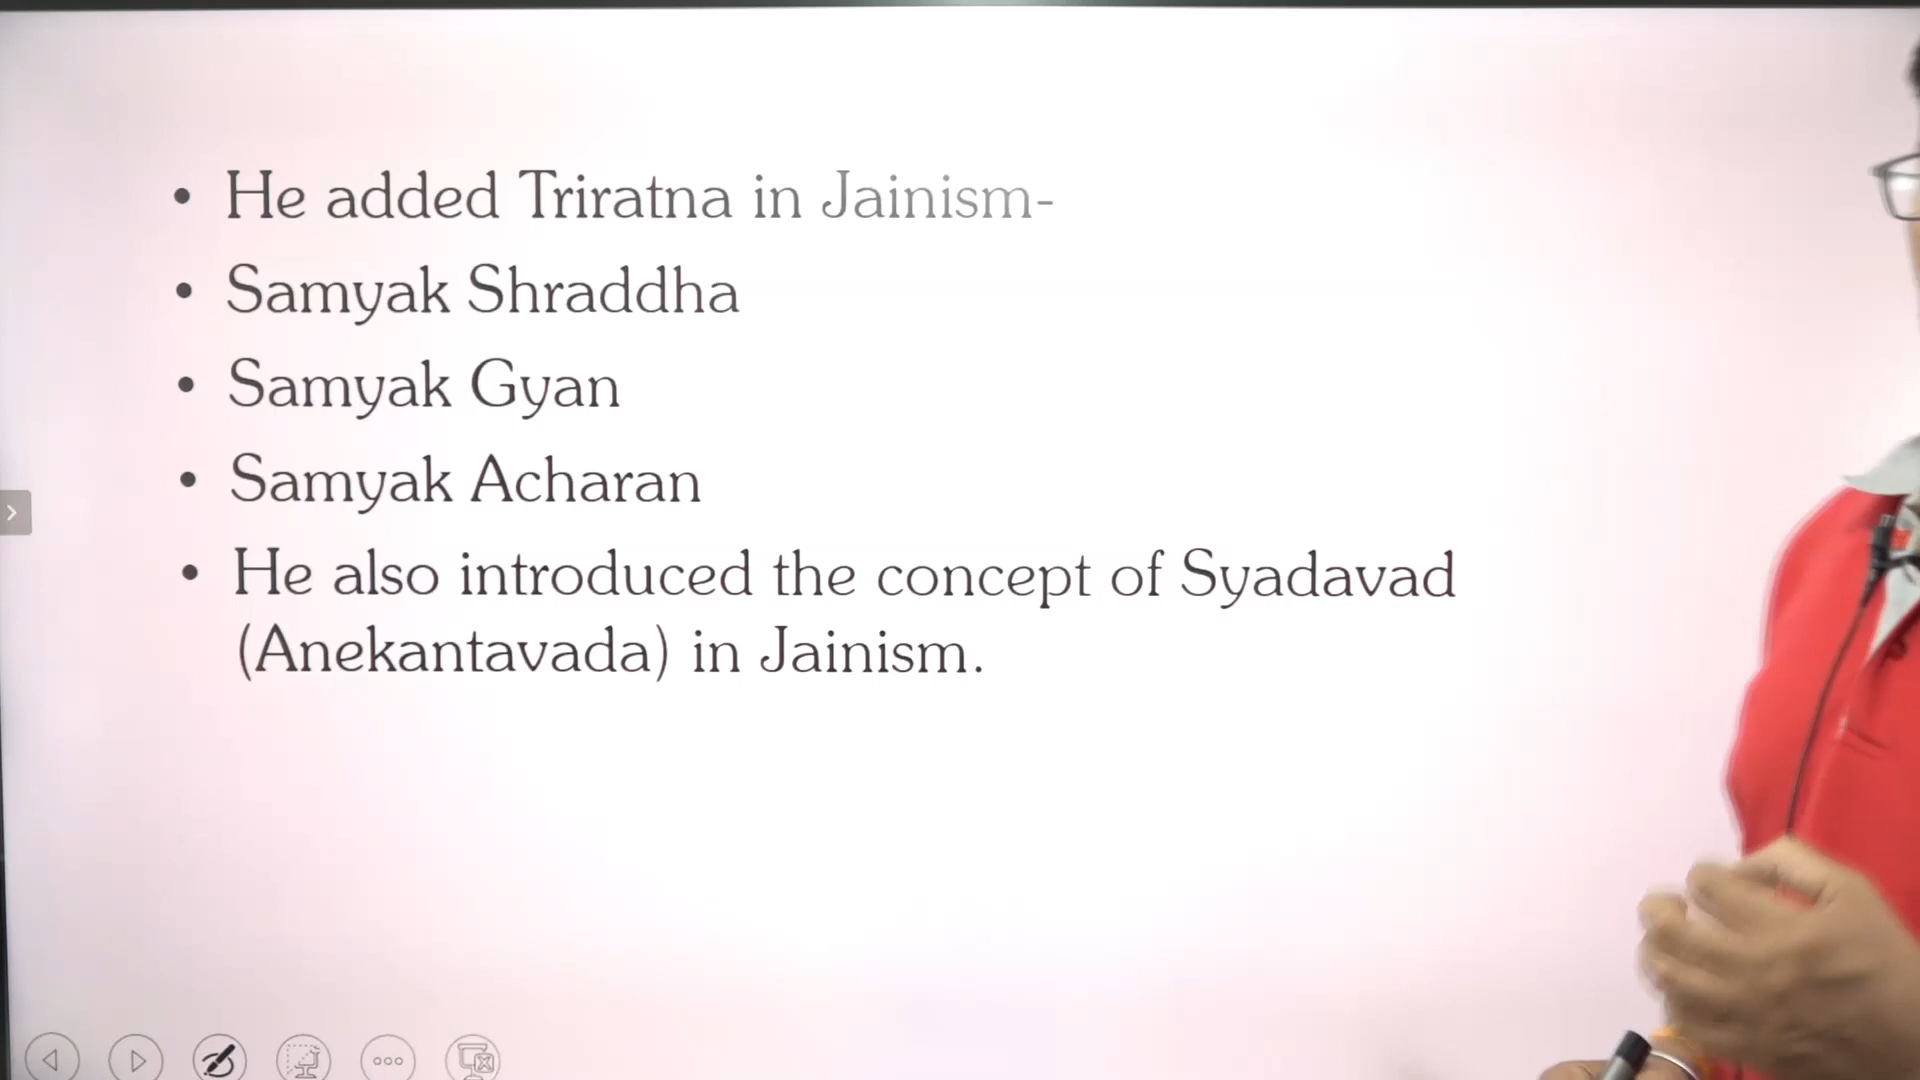 • He added Triratna in Jainism-
• Samyak Shraddha
• Samyak Gyan
• Samyak Acharan
• He also introduced the concept of Syadavad
(Anekantavada) in Jainism.